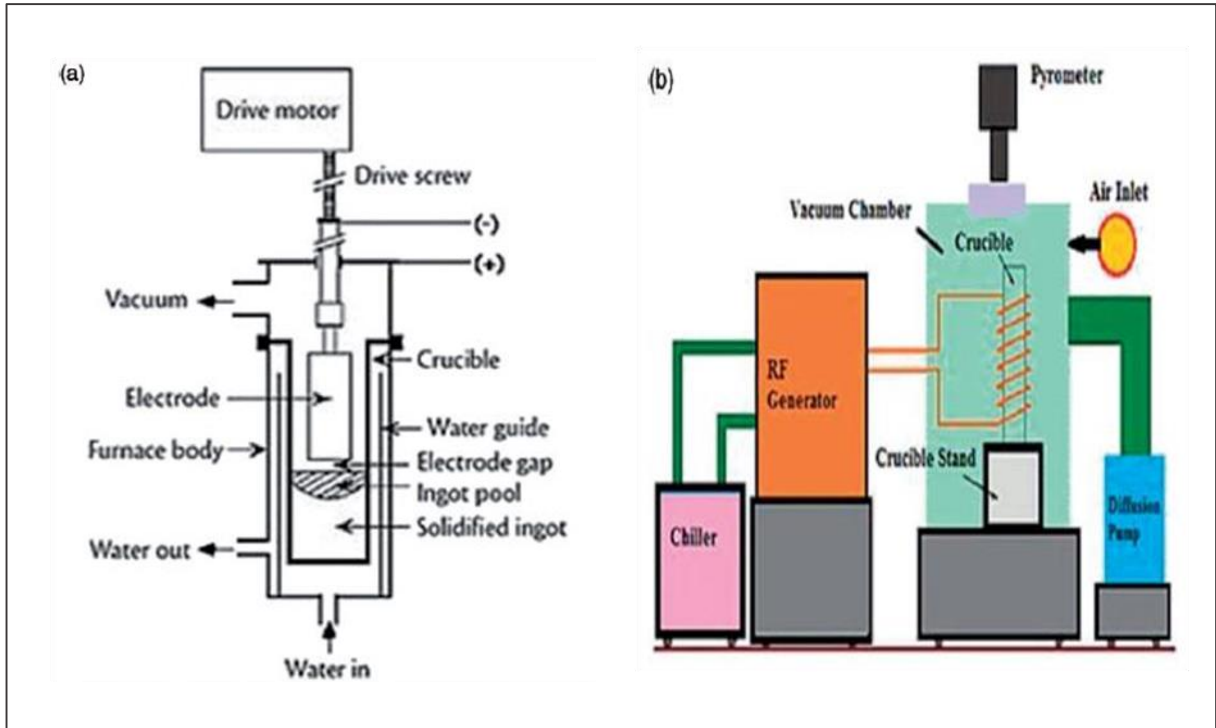 (a)
Drive motor
Drive screw
(-)
(+)
Vacuum
Crucible
Electrode
Water guide
Furnace body
Electrode gap
Ingot pool
Solidified ingot
Water out
Water in
(b)
Pyrometer
Air Inlet
Vacuum Chamber
Crucible
RF
Generator
Crucible Stand
Chiller
Diffusion
Pump